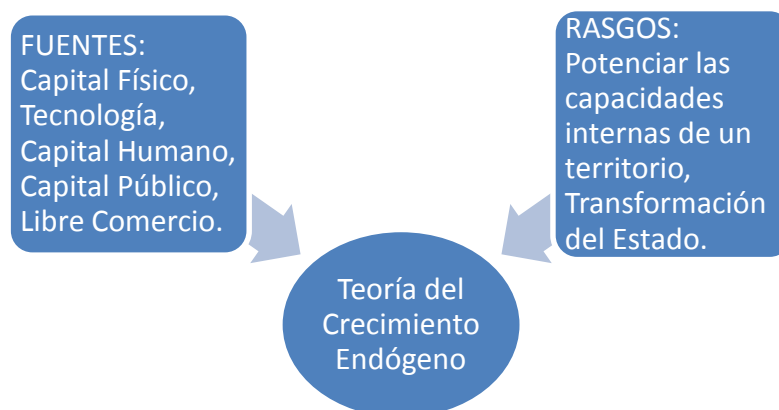 FUENTES:
Capital Físico,
Tecnología,
Capital Humano,
Capital Público,
Libre Comercio.
RASGOS:
Potenciar las
capacidades
internas de un
territorio,
Transformación
del Estado.
Teoría del
Crecimiento
Endógeno